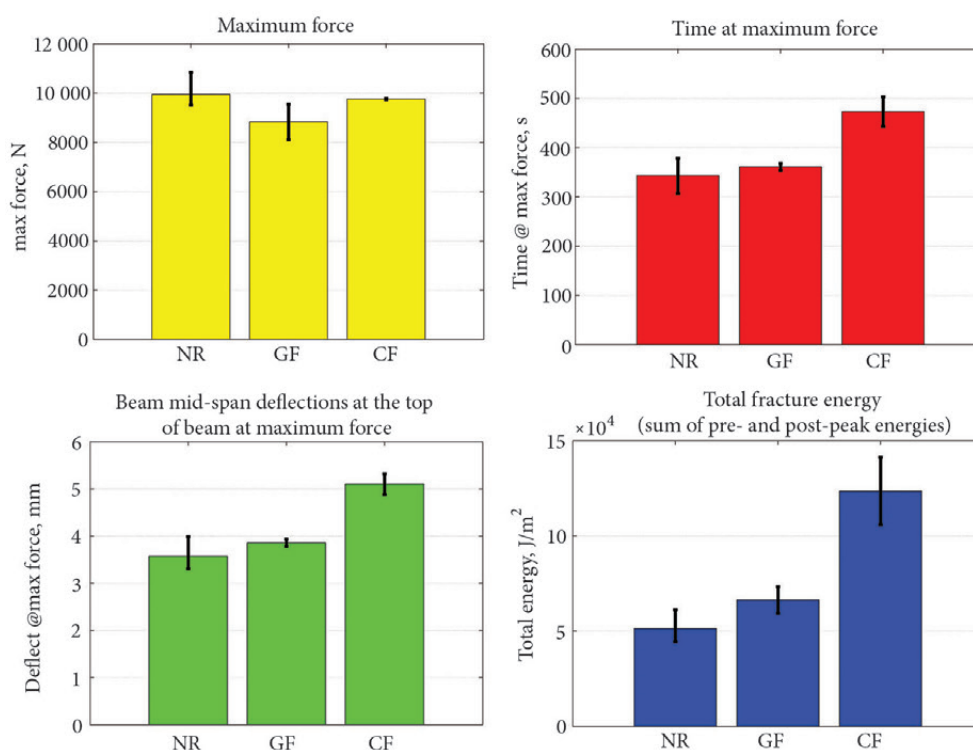 Maximum force
max force, N
12 000
10 000
8000
6000
4000
2000
0
NR GF CF
Time at maximum force
Time @ max force, s
600
500
400
300
200
100
0
NR GF CF
Beam mid-span deflections at the top
of beam at maximum force
Deflect @max force, mm
6
5
4
3
2
1
0
NR GF CF
Total fracture energy
(sum of pre- and post-peak energies)
×10⁴
Total energy, J/m²
15
10
5
0
NR GF CF